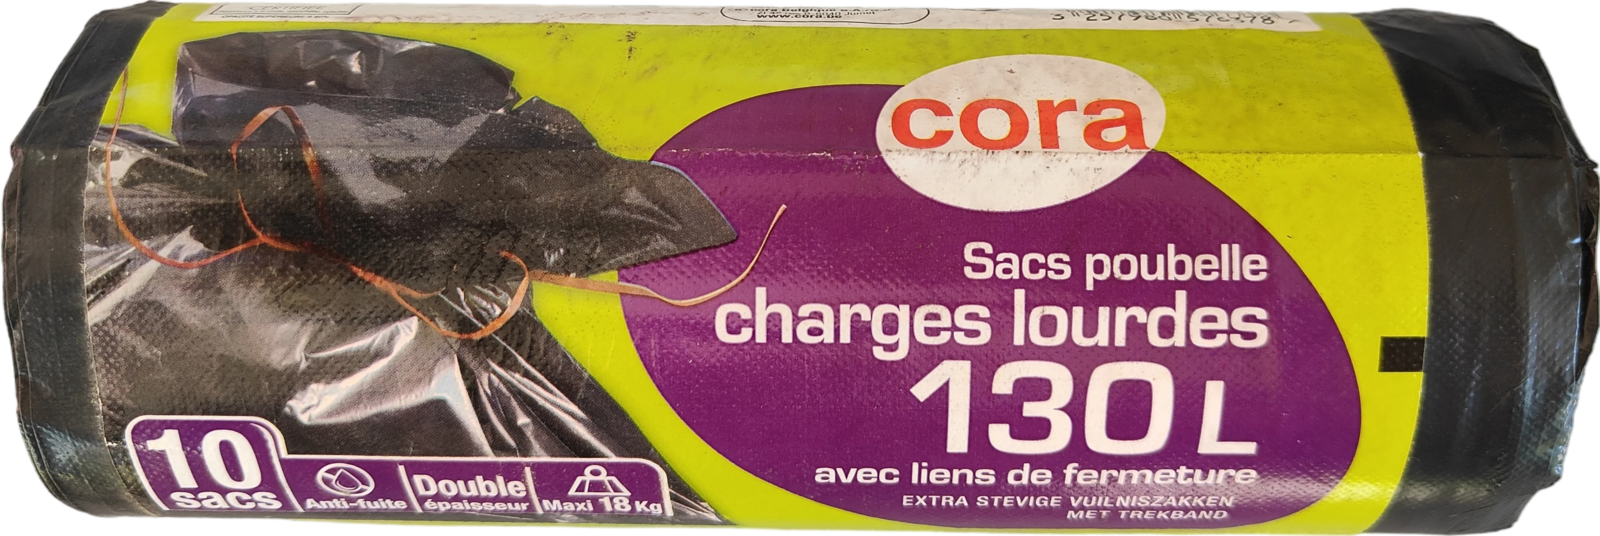 CERTIFIÉE
www.cora.be
cora
Sacs poubelle
charges lourdes
130 L
avec liens de fermeture
EXTRA STEVIGE VUILNISZAKKEN
MET TREKBAND
10
sacs
Anti-fuite
Double
épaisseur
Maxi 18 Kg